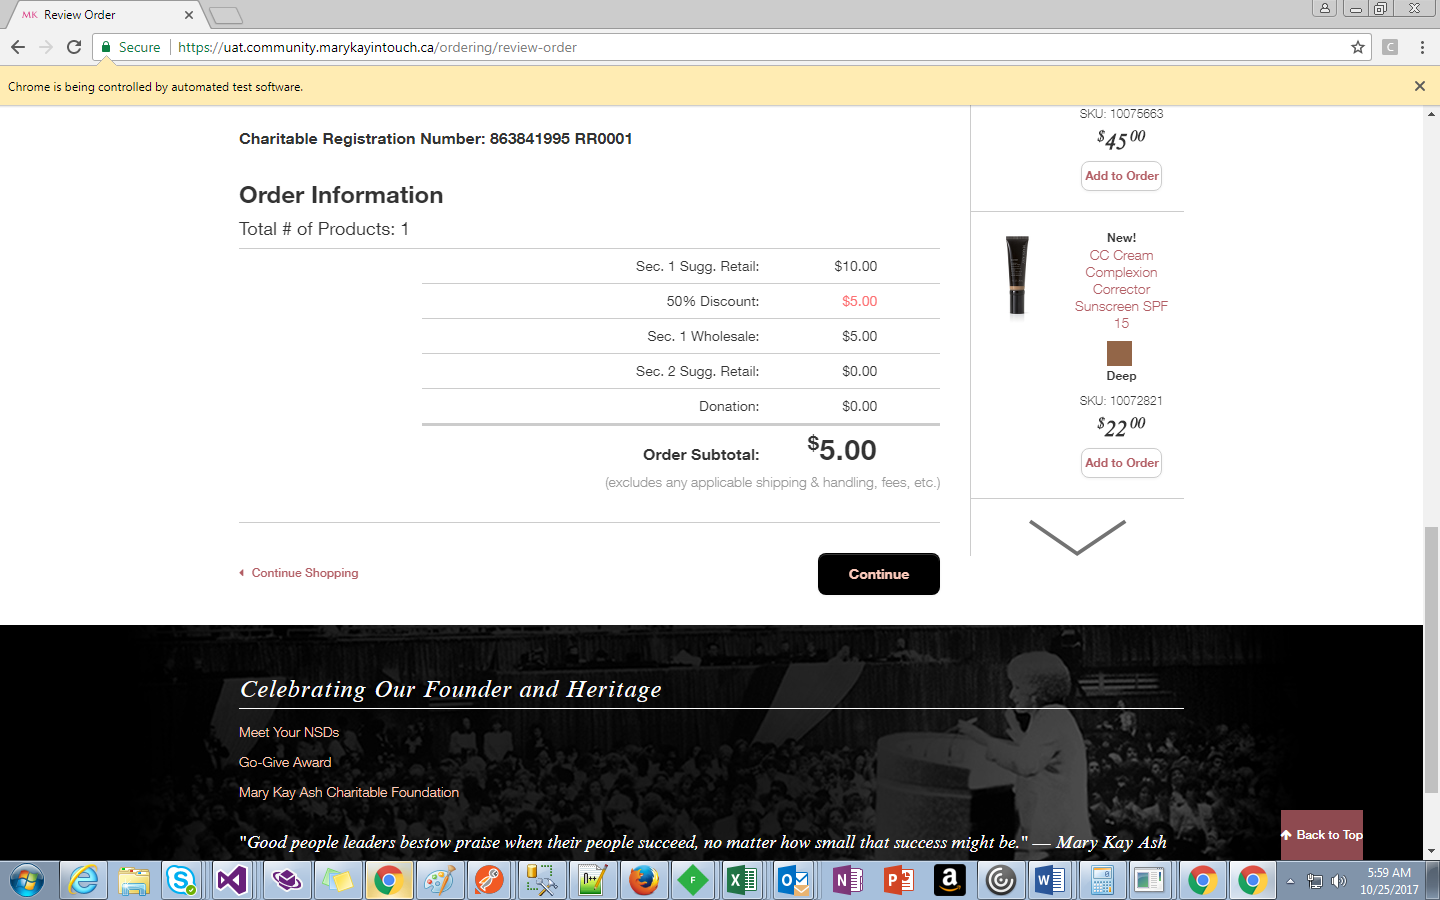 MK Review Order
Secure https://uat.community.marykayintouch.ca/ordering/review-order
C
Chrome is being controlled by automated test software.
Charitable Registration Number: 863841995 RR0001
Order Information
Total # of Products: 1
Sec. 1 Sugg. Retail: $10.00
50% Discount: $5.00
Sec. 1 Wholesale: $5.00
Sec. 2 Sugg. Retail: $0.00
Donation: $0.00
Order Subtotal: $5.00
(excludes any applicable shipping & handling, fees, etc.)
Continue Shopping
Continue
SKU: 10075663
$45 00
Add to Order
New!
CC Cream
Complexion
Corrector
Sunscreen SPF
15
Deep
SKU: 10072821
$22 00
Add to Order
Celebrating Our Founder and Heritage
Meet Your NSDs
Go-Give Award
Mary Kay Ash Charitable Foundation
"Good people leaders bestow praise when their people succeed, no matter how small that success might be." — Mary Kay Ash
Back to Top
5:59 AM
10/25/2017